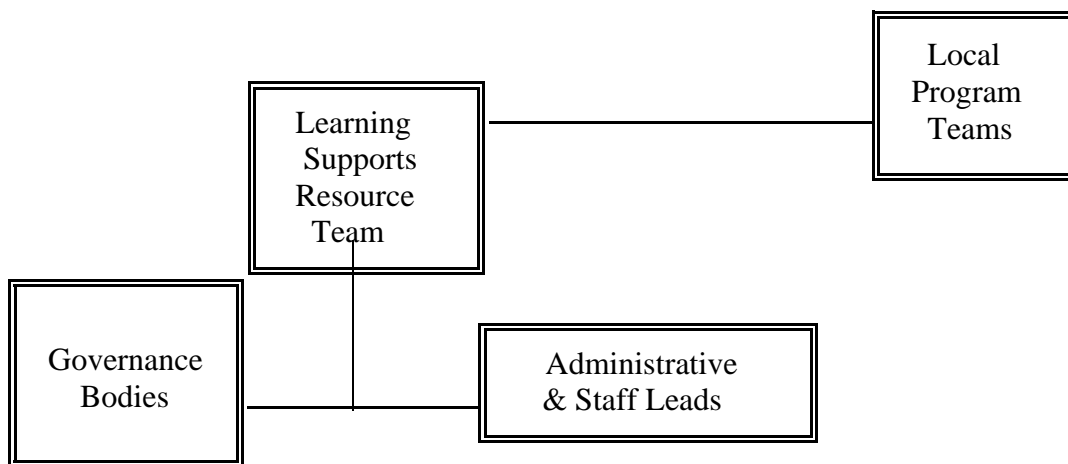 Local
Program
Teams
Learning
Supports
Resource
Team
Governance
Bodies
Administrative
& Staff Leads